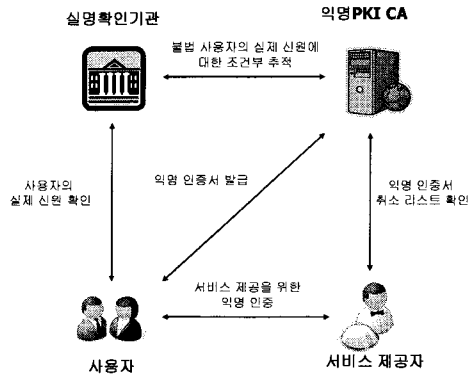 실명확인기관
익명PKI CA
불법 사용자의 실제 신원에
대한 조건부 추적
사용자의
실제 신원 확인
익명 인증서 발급
익명 인증서
취소 리스트 확인
서비스 제공을 위한
익명 인증
사용자
서비스 제공자